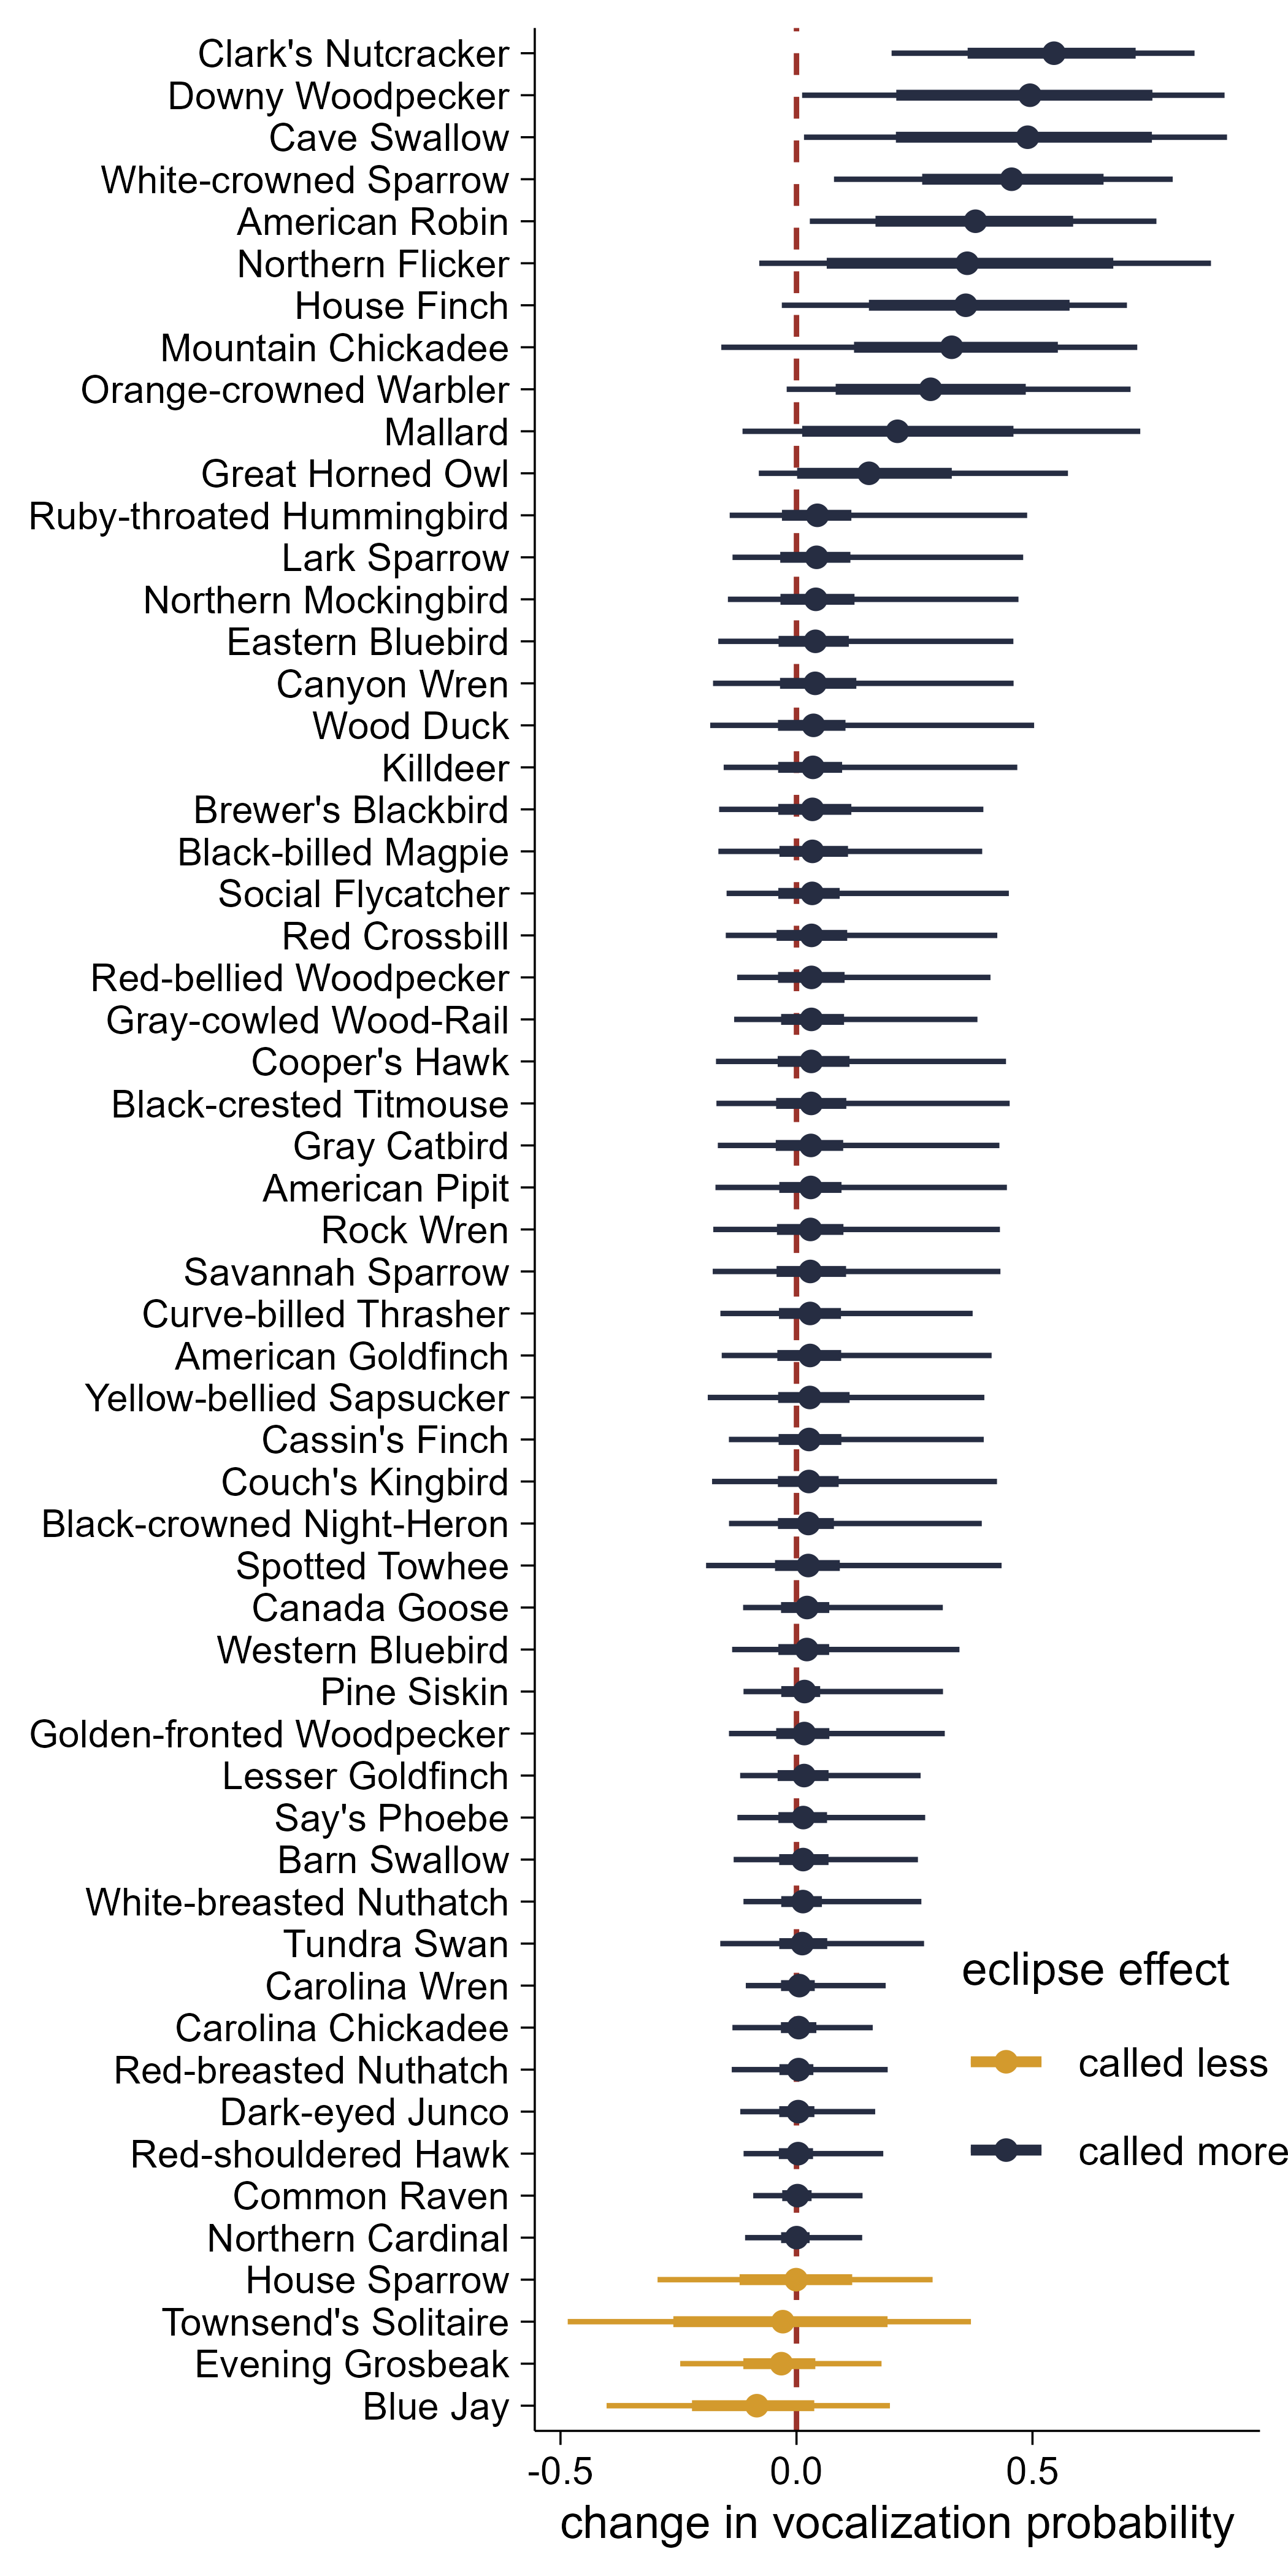 Clark's Nutcracker
Downy Woodpecker
Cave Swallow
White-crowned Sparrow
American Robin
Northern Flicker
House Finch
Mountain Chickadee
Orange-crowned Warbler
Mallard
Great Horned Owl
Ruby-throated Hummingbird
Lark Sparrow
Northern Mockingbird
Eastern Bluebird
Canyon Wren
Wood Duck
Killdeer
Brewer's Blackbird
Black-billed Magpie
Social Flycatcher
Red Crossbill
Red-bellied Woodpecker
Gray-cowled Wood-Rail
Cooper's Hawk
Black-crested Titmouse
Gray Catbird
American Pipit
Rock Wren
Savannah Sparrow
Curve-billed Thrasher
American Goldfinch
Yellow-bellied Sapsucker
Cassin's Finch
Couch's Kingbird
Black-crowned Night-Heron
Spotted Towhee
Canada Goose
Western Bluebird
Pine Siskin
Golden-fronted Woodpecker
Lesser Goldfinch
Say's Phoebe
Barn Swallow
White-breasted Nuthatch
Tundra Swan
Carolina Wren
Carolina Chickadee
Red-breasted Nuthatch
Dark-eyed Junco
Red-shouldered Hawk
Common Raven
Northern Cardinal
House Sparrow
Townsend's Solitaire
Evening Grosbeak
Blue Jay
eclipse effect
called less
called more
-0.5 0.0 0.5
change in vocalization probability